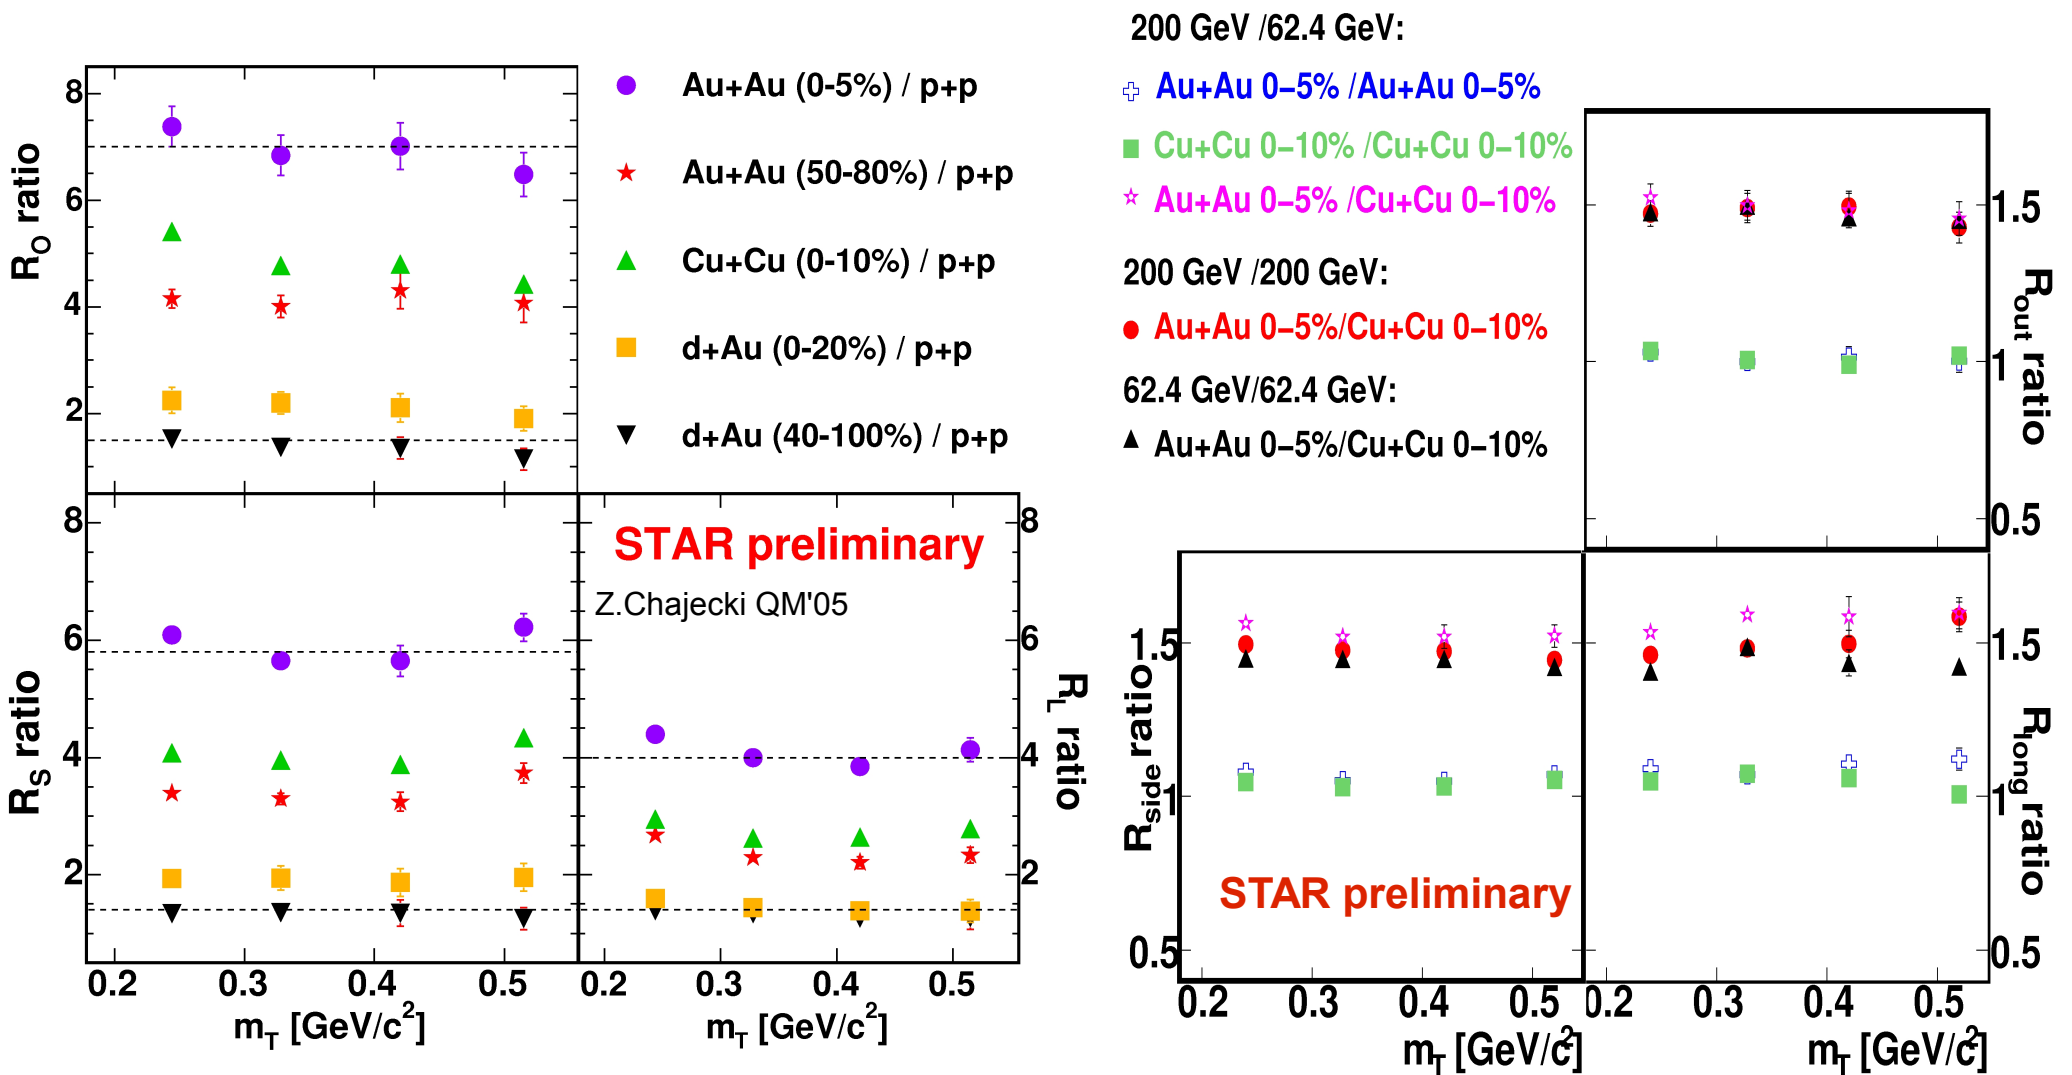 8
6
4
2
R_O ratio
Au+Au (0-5%) / p+p
Au+Au (50-80%) / p+p
Cu+Cu (0-10%) / p+p
d+Au (0-20%) / p+p
d+Au (40-100%) / p+p
8
6
4
2
R_S ratio
0.2 0.3 0.4 0.5
m_T [GeV/c^2]
STAR preliminary
Z.Chajecki QM'05
8
6
4
2
R_L ratio
0.2 0.3 0.4 0.5
m_T [GeV/c^2]
200 GeV /62.4 GeV:
Au+Au 0–5% /Au+Au 0–5%
Cu+Cu 0–10% /Cu+Cu 0–10%
Au+Au 0–5% /Cu+Cu 0–10%
200 GeV /200 GeV:
Au+Au 0–5%/Cu+Cu 0–10%
62.4 GeV/62.4 GeV:
Au+Au 0–5%/Cu+Cu 0–10%
1.5
1
0.5
R_out ratio
1.5
1
0.5
R_side ratio
STAR preliminary
0.2 0.3 0.4 0.5
m_T [GeV/c^2]
1.5
1
0.5
R_long ratio
0.2 0.3 0.4 0.5
m_T [GeV/c^2]